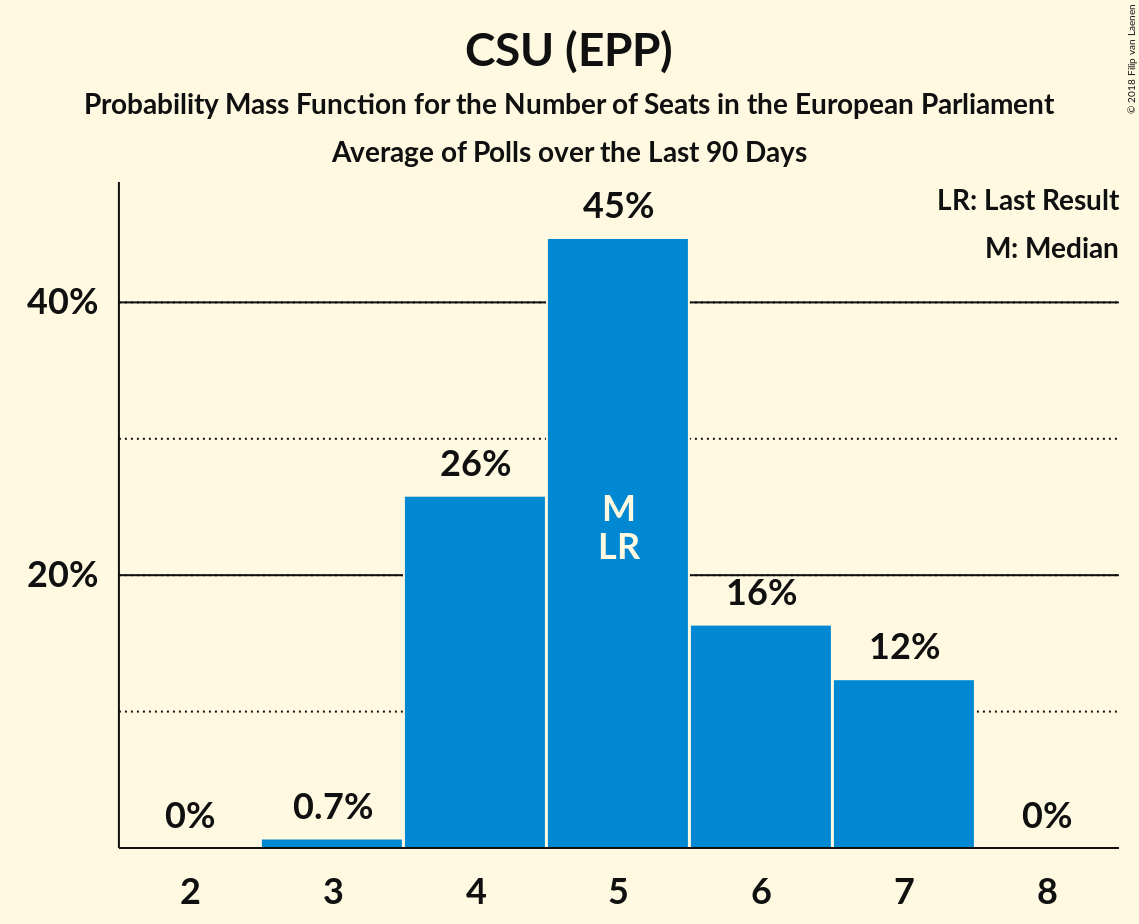 CSU (EPP)
Probability Mass Function for the Number of Seats in the European Parliament
Average of Polls over the Last 90 Days
© 2018 Filip van Laenen
LR: Last Result
M: Median
45%
40%
26%
M
LR
20%
16%
12%
0.7%
0%
0%
2 3 4 5 6 7 8